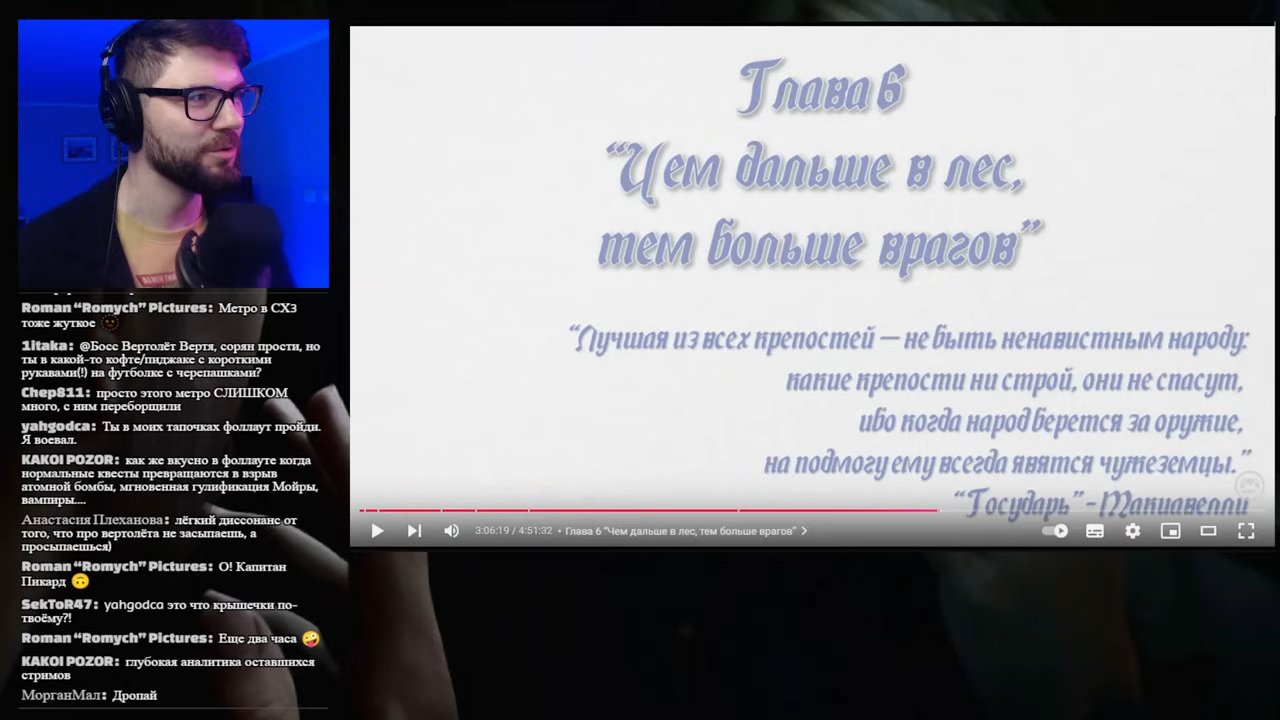 Глава 6
“Чем дальше в лес,
тем больше врагов”
“Лучшая из всех крепостей — не быть ненавистным народу:
какие крепости ни строй, они не спасут,
ибо когда народ берется за оружие,
на подмогу ему всегда явятся чужеземцы.”
“Государь” - Макиавелли
3:06:19 / 4:51:32 • Глава 6 “Чем дальше в лес, тем больше врагов” >
Roman “Romych” Pictures: Метро в СХЗ
тоже жуткое
1itaka: @Босс Вертолёт Вертя, сорян прости, но
ты в какой-то кофте/пиджаке с короткими
рукавами(!) на футболке с черепашками?
Chep811: просто этого метро СЛИШКОМ
много, с ним переборщили
yahgodca: Ты в моих тапочках фоллаут пройди.
Я воевал.
KAKOI POZOR: как же вкусно в фоллауте когда
нормальные квесты превращаются в взрыв
атомной бомбы, мгновенная гулификация Мойры,
вампиры....
Анастасия Плеханова: лёгкий диссонанс от
того, что про вертолёта не засыпаешь, а
просыпаешься)
Roman “Romych” Pictures: О! Капитан
Пикард 🙃
SekToR47: yahgodca это что крышечки по-
твоему?!
Roman “Romych” Pictures: Еще два часа 🤪
KAKOI POZOR: глубокая аналитика оставшихся
стримов
МорганМал: Дропай